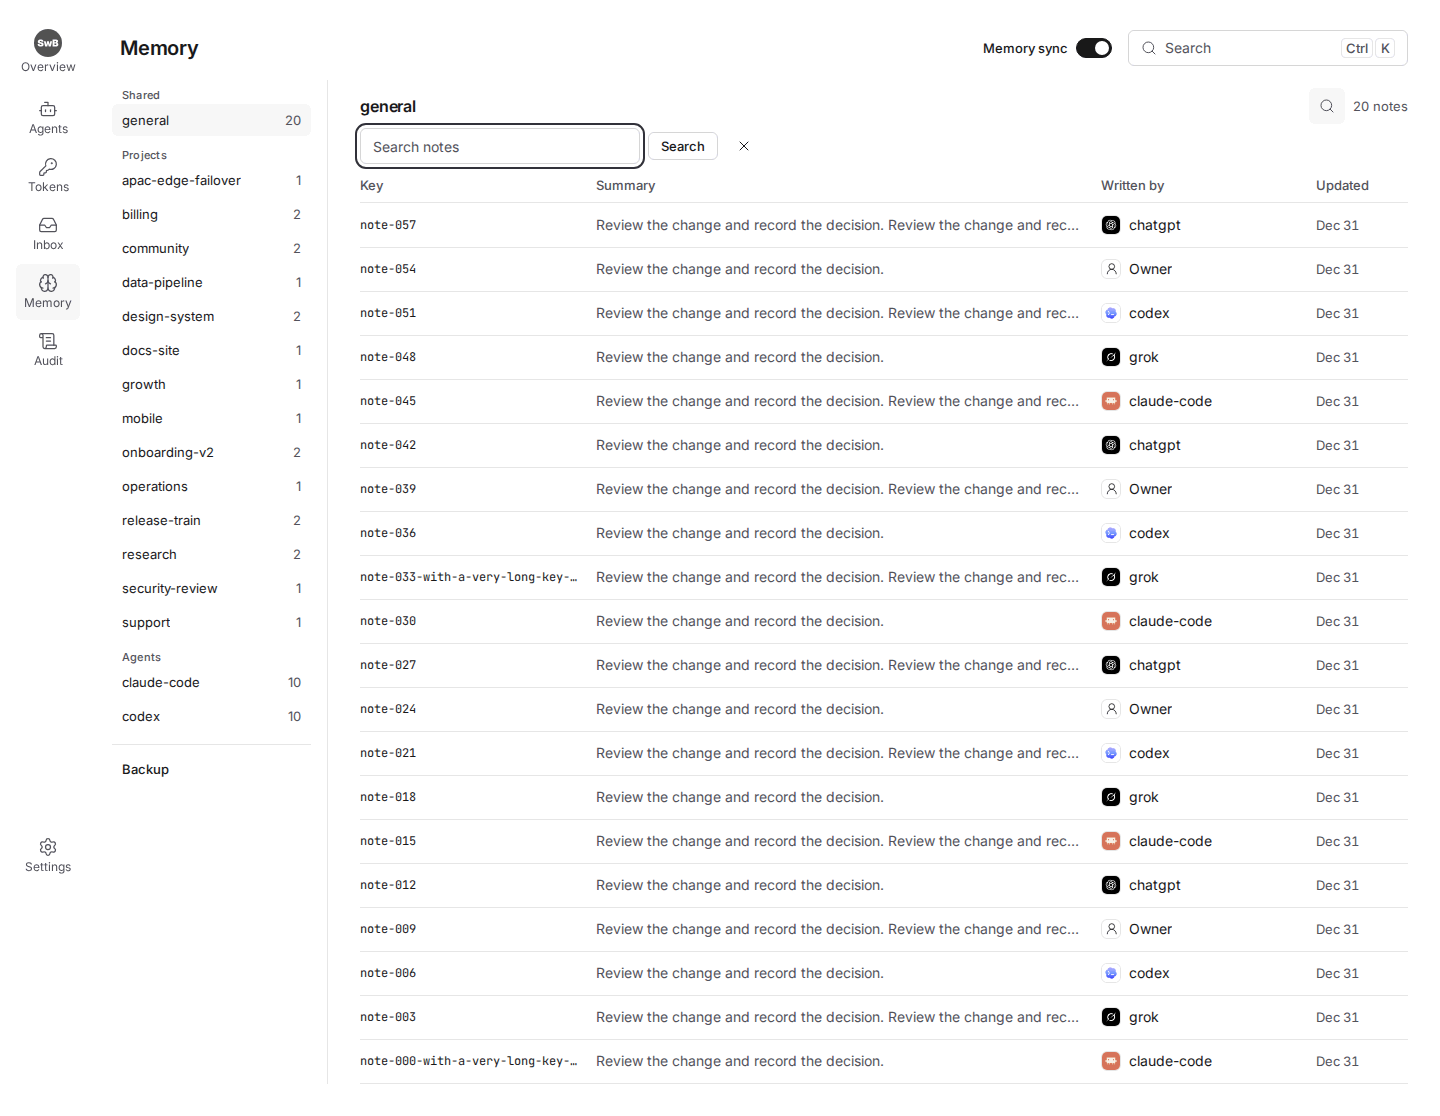 SwB
Overview
Agents
Tokens
Inbox
Memory
Audit
Settings
Memory
Memory sync
Search Ctrl K
Shared
general 20
Projects
apac-edge-failover 1
billing 2
community 2
data-pipeline 1
design-system 2
docs-site 1
growth 1
mobile 1
onboarding-v2 2
operations 1
release-train 2
research 2
security-review 1
support 1
Agents
claude-code 10
codex 10
Backup
general
20 notes
Search notes Search
Key Summary Written by Updated
note-057 Review the change and record the decision. Review the change and rec... chatgpt Dec 31
note-054 Review the change and record the decision. Owner Dec 31
note-051 Review the change and record the decision. Review the change and rec... codex Dec 31
note-048 Review the change and record the decision. grok Dec 31
note-045 Review the change and record the decision. Review the change and rec... claude-code Dec 31
note-042 Review the change and record the decision. chatgpt Dec 31
note-039 Review the change and record the decision. Review the change and rec... Owner Dec 31
note-036 Review the change and record the decision. codex Dec 31
note-033-with-a-very-long-key-... Review the change and record the decision. Review the change and rec... grok Dec 31
note-030 Review the change and record the decision. claude-code Dec 31
note-027 Review the change and record the decision. Review the change and rec... chatgpt Dec 31
note-024 Review the change and record the decision. Owner Dec 31
note-021 Review the change and record the decision. Review the change and rec... codex Dec 31
note-018 Review the change and record the decision. grok Dec 31
note-015 Review the change and record the decision. Review the change and rec... claude-code Dec 31
note-012 Review the change and record the decision. chatgpt Dec 31
note-009 Review the change and record the decision. Review the change and rec... Owner Dec 31
note-006 Review the change and record the decision. codex Dec 31
note-003 Review the change and record the decision. Review the change and rec... grok Dec 31
note-000-with-a-very-long-key-... Review the change and record the decision. claude-code Dec 31